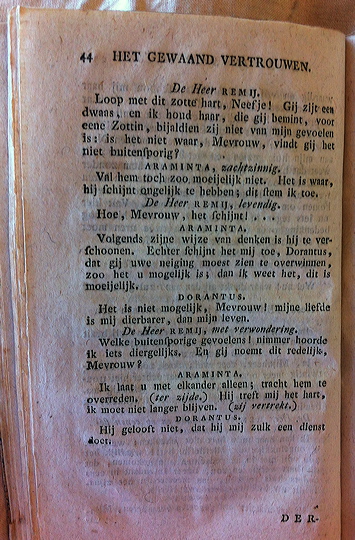 44 HET GEWAAND VERTROUWEN.
De Heer REMIJ.
Loop met dit zotte hart, Neefje! Gij zijt een
dwaas, en ik houd haar, die gij bemint, voor
eene Zottin, bijaldien zij niet van mijn gevoelen
is: is het niet waar, Mevrouw, vindt gij het
niet buitenſporig?
ARAMINTA, zachtzinnig.
Val hem toch zoo moeijelijk niet. Het is waar,
hij ſchijnt ongelijk te hebben; dit ſtem ik toe.
De Heer REMIJ, levendig.
Hoe, Mevrouw, het ſchijnt! . . .
ARAMINTA.
Volgends zijne wijze van denken is hij te ver-
ſchoonen. Echter ſchijnt het mij toe, Dorantus,
dat gij uwe neiging moest zien te overwinnen,
zoo het u mogelijk is; dan ik weet het, dit is
moeijelijk.
DORANTUS.
Het is niet mogelijk, Mevrouw! mijne liefde
is mij dierbarer, dan mijn leven.
De Heer REMIJ, met verwondering.
Welke buitenſporige gevoelens! nimmer hoorde
ik iets diergelijks. En gij noemt dit redelijk,
Mevrouw?
ARAMINTA.
Ik laat u met elkander alleen; tracht hem te
overreden. (ter zijde.) Hij treft mij het hart,
ik moet niet langer blijven. (zij vertrekt.)
DORANTUS.
Hij gelooft niet, dat hij mij zulk een dienst
doet.
DER-